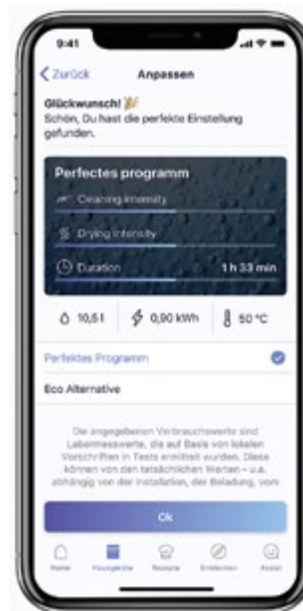 9:41
Zurück
Anpassen
Glückwunsch! 🎉
Schön, Du hast die perfekte Einstellung
gefunden.
Perfectes programm
Cleaning intensity
Drying intensity
Duration 1 h 33 min
10,5 l 0,90 kWh 50 °C
Perfektes Programm
Eco Alternative
Die angegebenen Verbrauchswerte sind
Labormesswerte, die auf Basis von lokalen
Vorschriften in Tests ermittelt wurden. Diese
können von den tatsächlichen Werten – u.a.
abhängig von der Installation, der Beladung, vom
Ok
Home Hausgeräte Rezepte Entdecken Assist